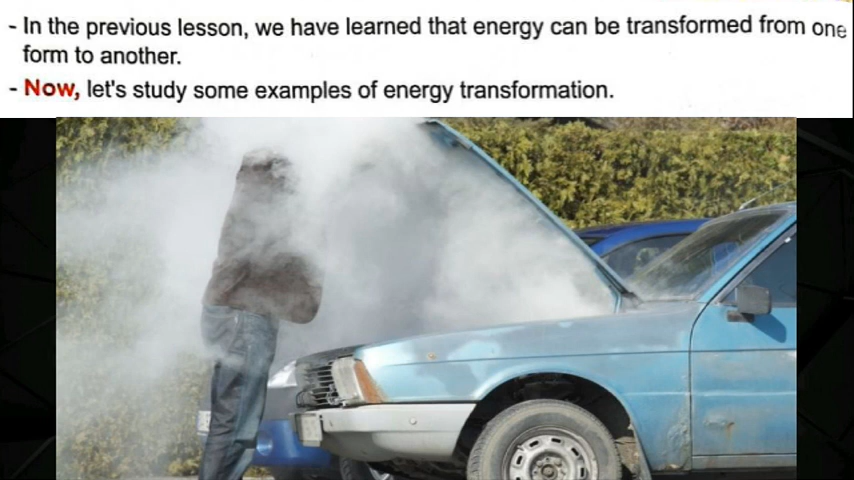 - In the previous lesson, we have learned that energy can be transformed from one
form to another.
- Now, let's study some examples of energy transformation.